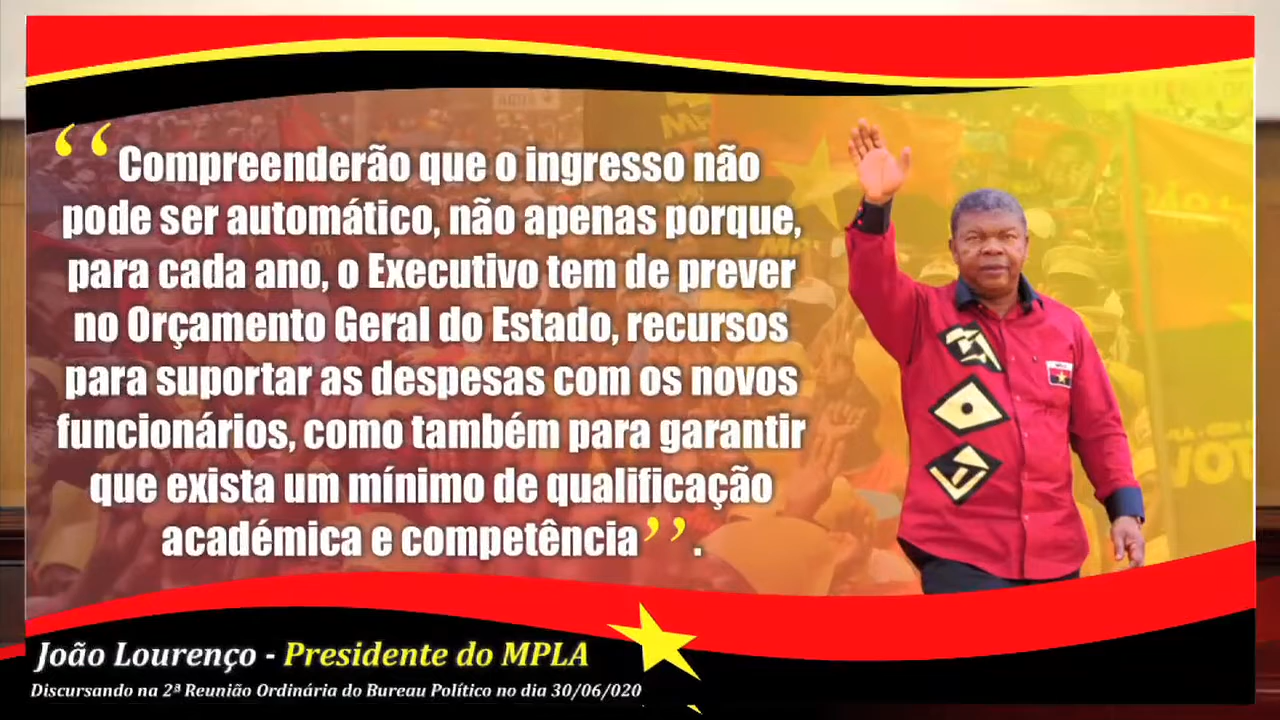 “ Compreenderão que o ingresso não
pode ser automático, não apenas porque,
para cada ano, o Executivo tem de prever
no Orçamento Geral do Estado, recursos
para suportar as despesas com os novos
funcionários, como também para garantir
que exista um mínimo de qualificação
académica e competência ”.
João Lourenço - Presidente do MPLA
Discursando na 2ª Reunião Ordinária do Bureau Político no dia 30/06/020